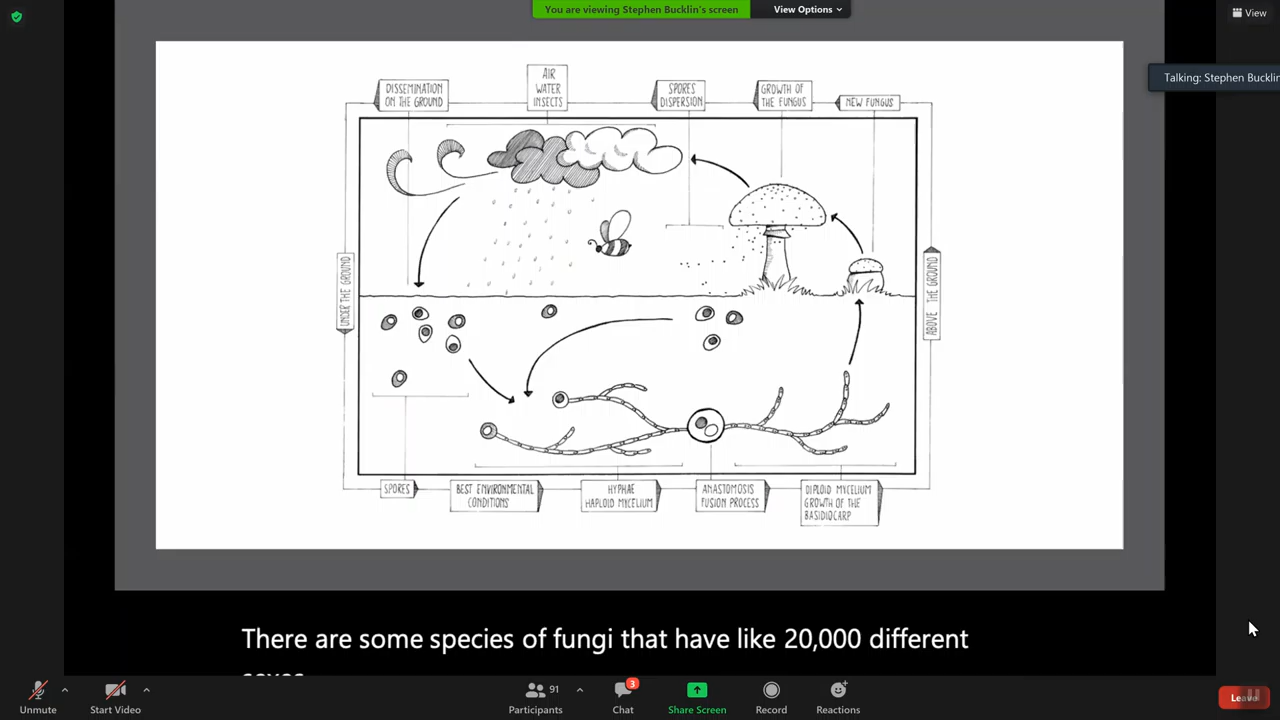 You are viewing Stephen Bucklin's screen
View Options
View
Talking: Stephen Bucklin
DISSEMINATION
ON THE GROUND
AIR
WATER
INSECTS
SPORES
DISPERSION
GROWTH OF
THE FUNGUS
NEW FUNGUS
UNDER THE GROUND
ABOVE THE GROUND
SPORES
BEST ENVIRONMENTAL
CONDITIONS
HYPHAE
HAPLOID MYCELIUM
ANASTOMOSIS
FUSION PROCESS
DIPLOID MYCELIUM
GROWTH OF THE
BASIDIOCARP
There are some species of fungi that have like 20,000 different
91
3
Unmute
Start Video
Participants
Chat
Share Screen
Record
Reactions
Leave